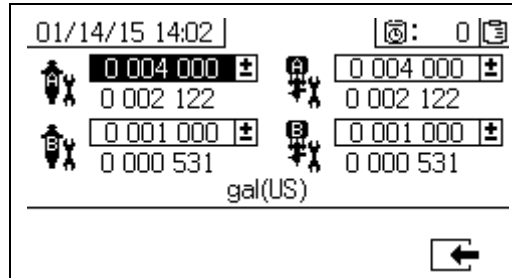 01/14/15 14:02 : 0
A 0 004 000 ± A 0 004 000 ±
0 002 122 0 002 122
B 0 001 000 ± B 0 001 000 ±
0 000 531 0 000 531
gal(US)